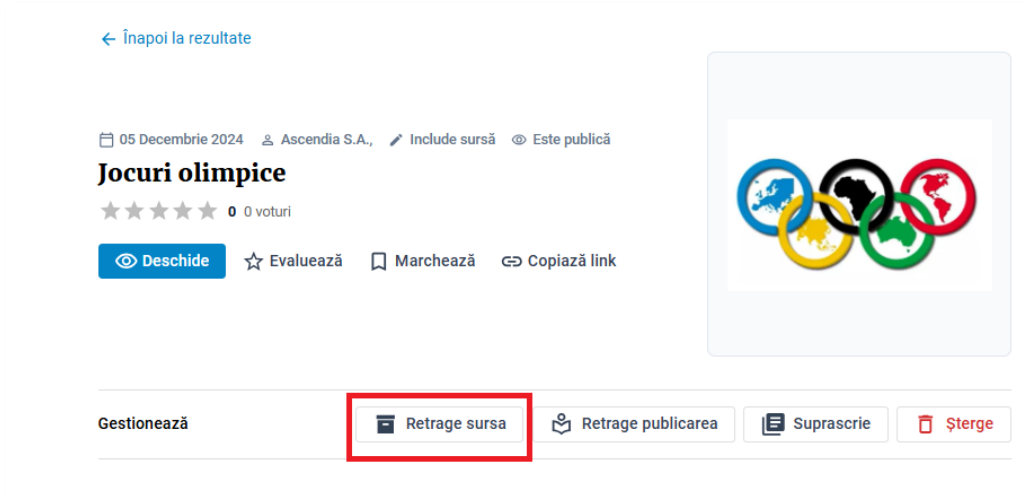 ← Înapoi la rezultate
05 Decembrie 2024 Ascendia S.A., Include sursă Este publică
Jocuri olimpice
0 0 voturi
Deschide Evaluează Marchează Copiază link
Gestionează Retrage sursa Retrage publicarea Suprascrie Șterge